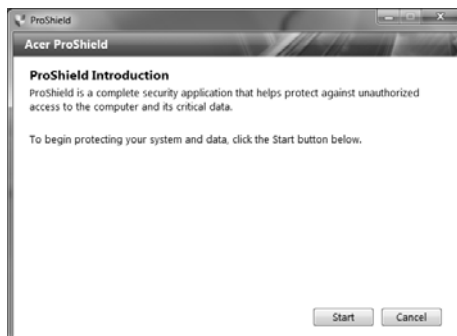 ProShield
Acer ProShield
ProShield Introduction
ProShield is a complete security application that helps protect against unauthorized
access to the computer and its critical data.
To begin protecting your system and data, click the Start button below.
Start Cancel